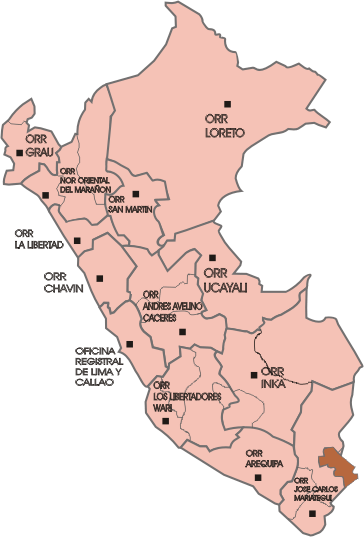 ORR
LORETO
ORR
GRAU
ORR
NOR ORIENTAL
DEL MARAÑON
ORR
SAN MARTIN
ORR
LA LIBERTAD
ORR
CHAVIN
ORR
UCAYALI
ORR
ANDRES AVELINO
CACERES
OFICINA
REGISTRAL
DE LIMA Y
CALLAO
ORR
INKA
ORR
LOS LIBERTADORES
WARI
ORR
AREQUIPA
ORR
JOSE CARLOS
MARIATEGUI